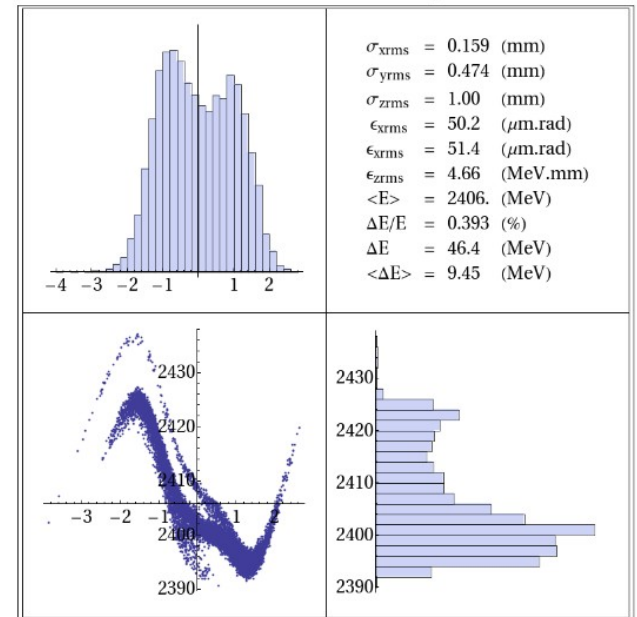 −4 −3 −2 −1 1 2
σxrms = 0.159 (mm)
σyrms = 0.474 (mm)
σzrms = 1.00 (mm)
ϵxrms = 50.2 (μm.rad)
ϵxrms = 51.4 (μm.rad)
ϵzrms = 4.66 (MeV.mm)
<E> = 2406. (MeV)
ΔE/E = 0.393 (%)
ΔE = 46.4 (MeV)
<ΔE> = 9.45 (MeV)
2430
2420
2410
−3 −2 −1 1 2
2400
2390
2430
2420
2410
2400
2390